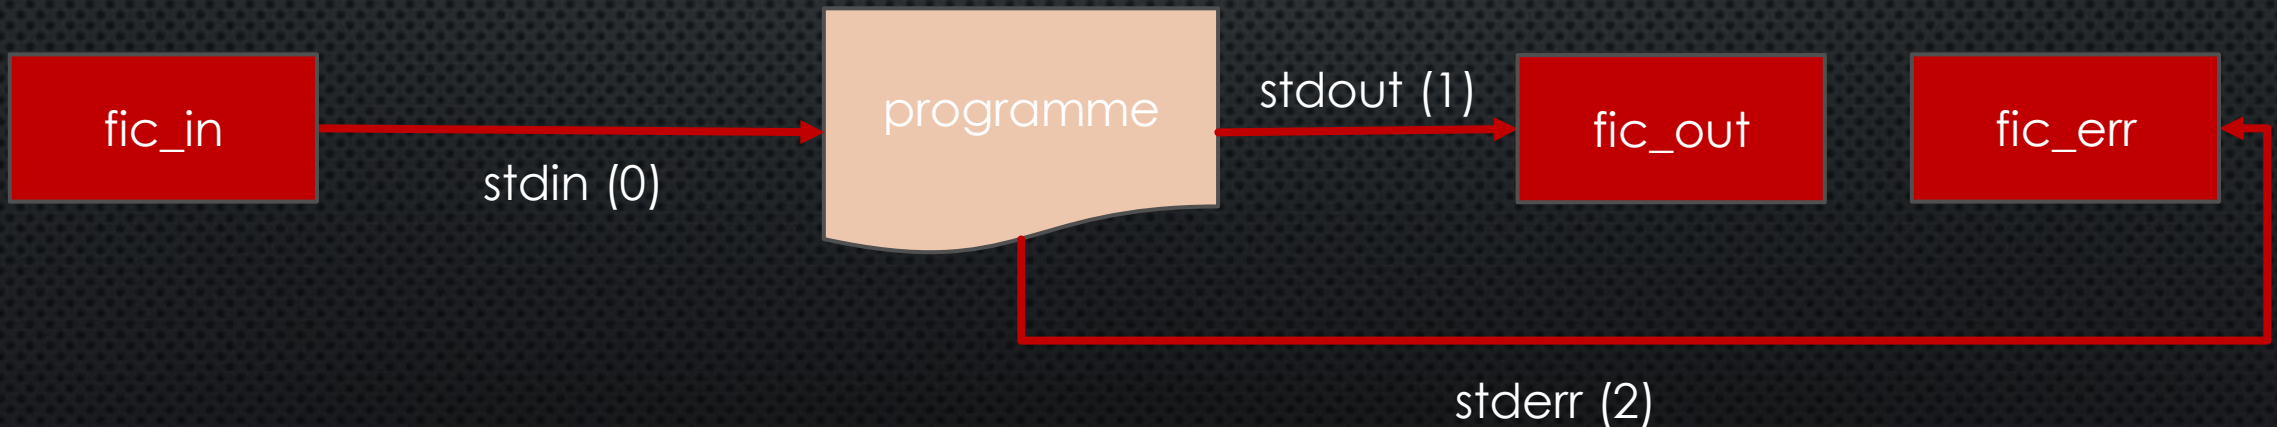 fic_in
stdin (0)
programme
stdout (1)
fic_out
fic_err
stderr (2)